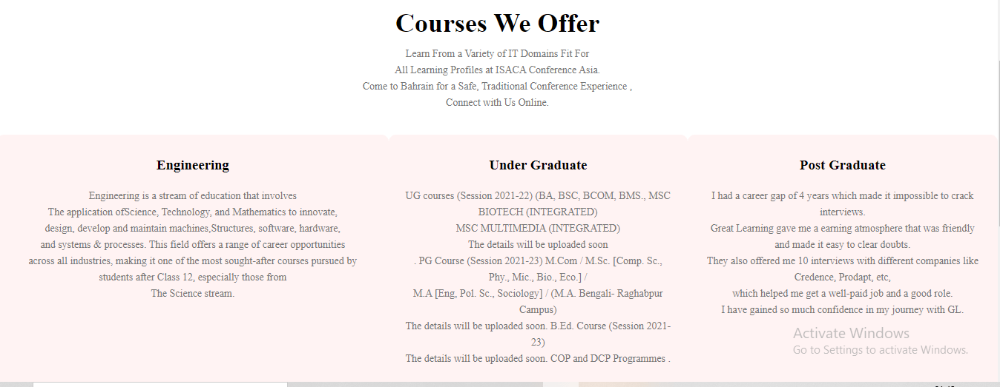 Courses We Offer
Learn From a Variety of IT Domains Fit For
All Learning Profiles at ISACA Conference Asia.
Come to Bahrain for a Safe, Traditional Conference Experience ,
Connect with Us Online.
Engineering
Engineering is a stream of education that involves
The application ofScience, Technology, and Mathematics to innovate,
design, develop and maintain machines,Structures, software, hardware,
and systems & processes. This field offers a range of career opportunities
across all industries, making it one of the most sought-after courses pursued by
students after Class 12, especially those from
The Science stream.
Under Graduate
UG courses (Session 2021-22) (BA, BSC, BCOM, BMS., MSC
BIOTECH (INTEGRATED)
MSC MULTIMEDIA (INTEGRATED)
The details will be uploaded soon
. PG Course (Session 2021-23) M.Com / M.Sc. [Comp. Sc.,
Phy., Mic., Bio., Eco.] /
M.A [Eng, Pol. Sc., Sociology] / (M.A. Bengali- Raghabpur
Campus)
The details will be uploaded soon. B.Ed. Course (Session 2021-
23)
The details will be uploaded soon. COP and DCP Programmes .
Post Graduate
I had a career gap of 4 years which made it impossible to crack
interviews.
Great Learning gave me a earning atmosphere that was friendly
and made it easy to clear doubts.
They also offered me 10 interviews with different companies like
Credence, Prodapt, etc,
which helped me get a well-paid job and a good role.
I have gained so much confidence in my journey with GL.
Activate Windows
Go to Settings to activate Windows.